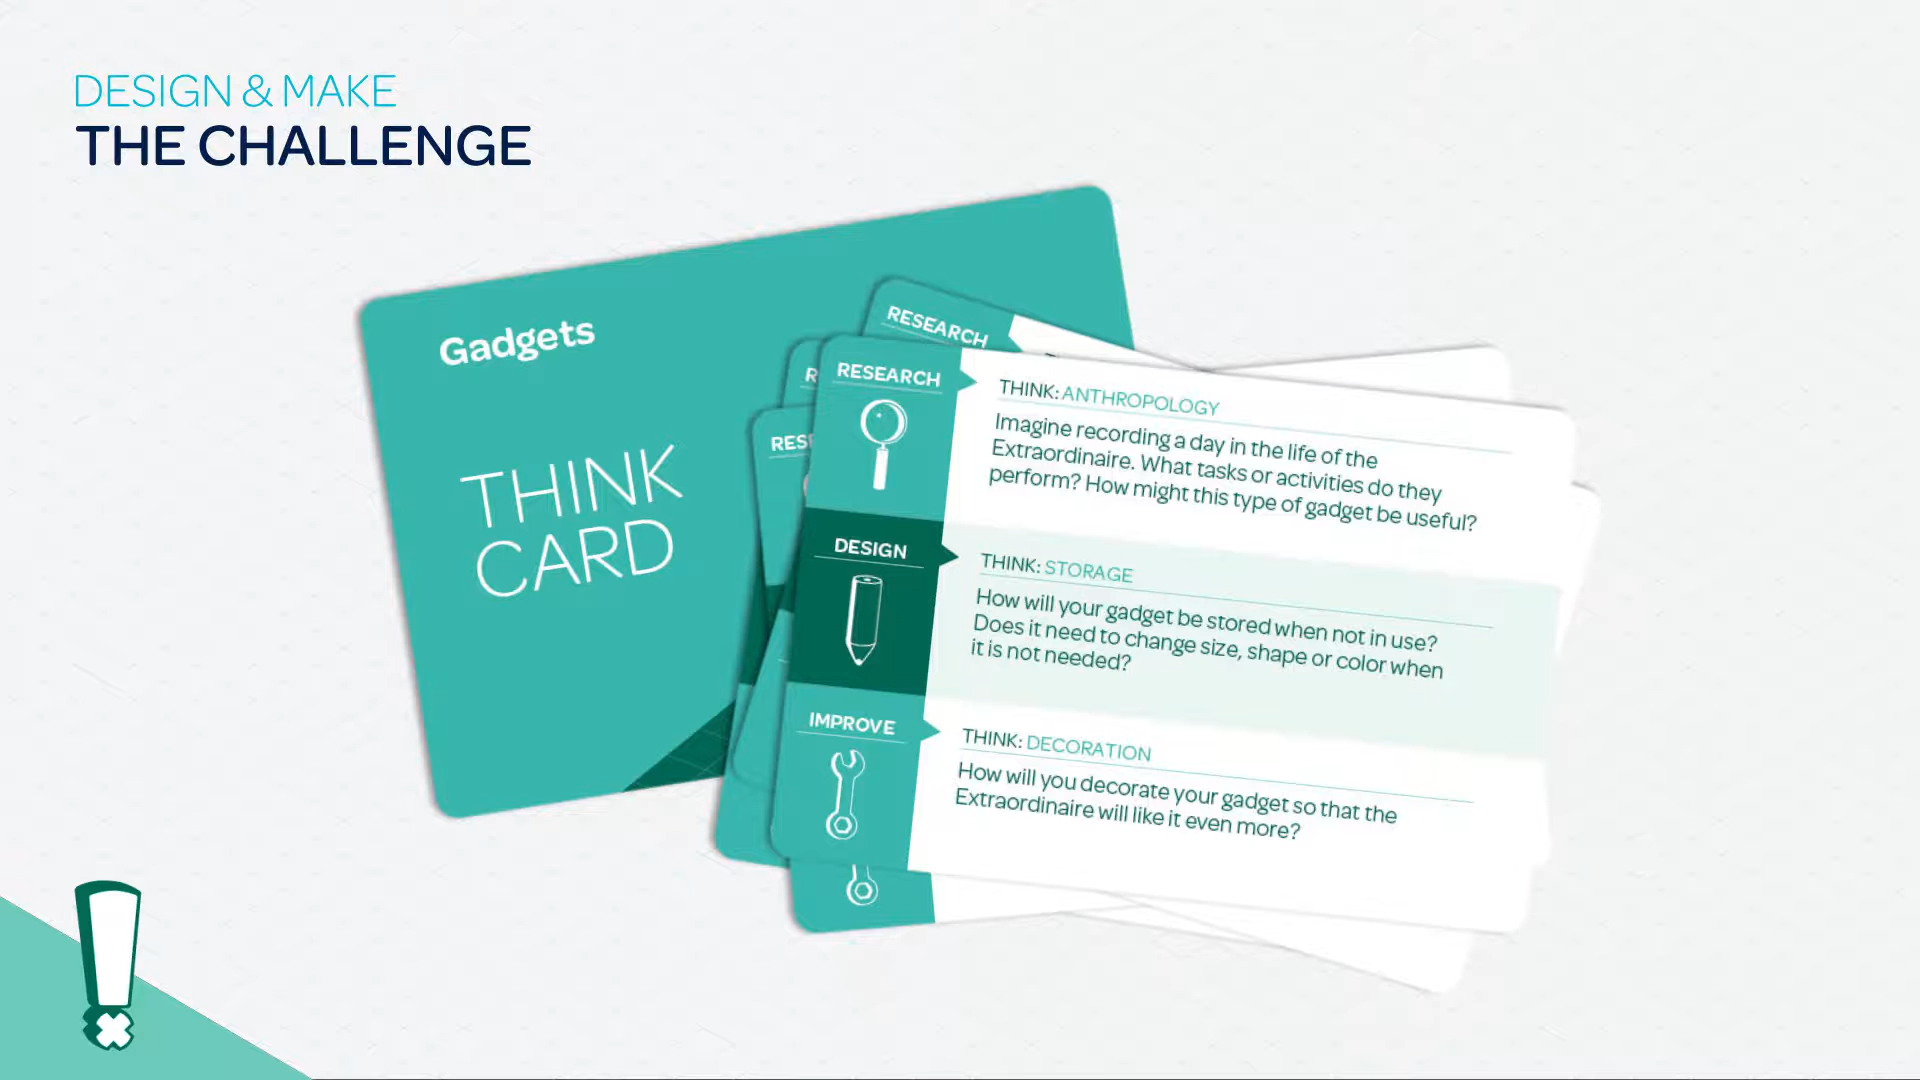 DESIGN & MAKE
THE CHALLENGE
Gadgets
THINK
CARD
RESEARCH
RESEARCH
THINK: ANTHROPOLOGY
Imagine recording a day in the life of the
Extraordinaire. What tasks or activities do they
perform? How might this type of gadget be useful?
DESIGN
THINK: STORAGE
How will your gadget be stored when not in use?
Does it need to change size, shape or color when
it is not needed?
IMPROVE
THINK: DECORATION
How will you decorate your gadget so that the
Extraordinaire will like it even more?